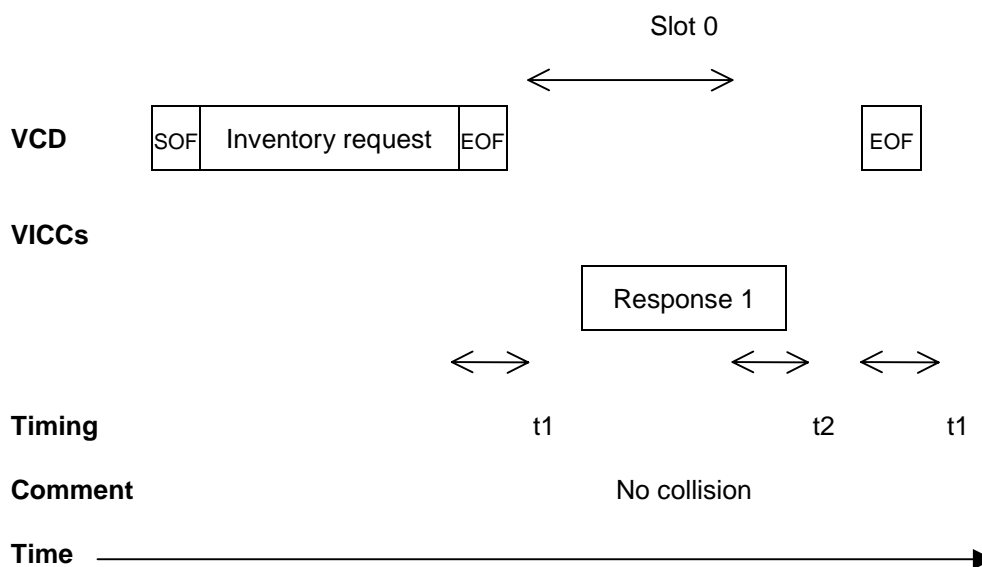 Slot 0
VCD SOF Inventory request EOF EOF
VICCs
Response 1
Timing t1 t2 t1
Comment No collision
Time